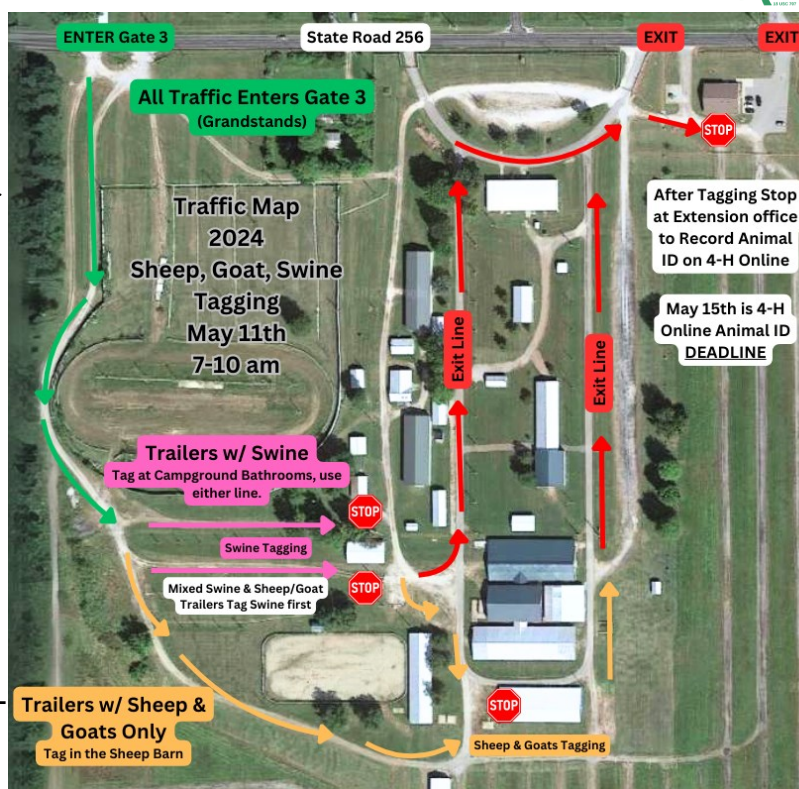 ENTER Gate 3
State Road 256
EXIT
EXIT
All Traffic Enters Gate 3
(Grandstands)
STOP
Traffic Map
2024
Sheep, Goat, Swine
Tagging
May 11th
7-10 am
After Tagging Stop
at Extension office
to Record Animal
ID on 4-H Online
May 15th is 4-H
Online Animal ID
DEADLINE
Exit Line
Exit Line
Trailers w/ Swine
Tag at Campground Bathrooms, use
either line.
STOP
Swine Tagging
Mixed Swine & Sheep/Goat
Trailers Tag Swine first
STOP
Trailers w/ Sheep &
Goats Only
Tag in the Sheep Barn
STOP
Sheep & Goats Tagging